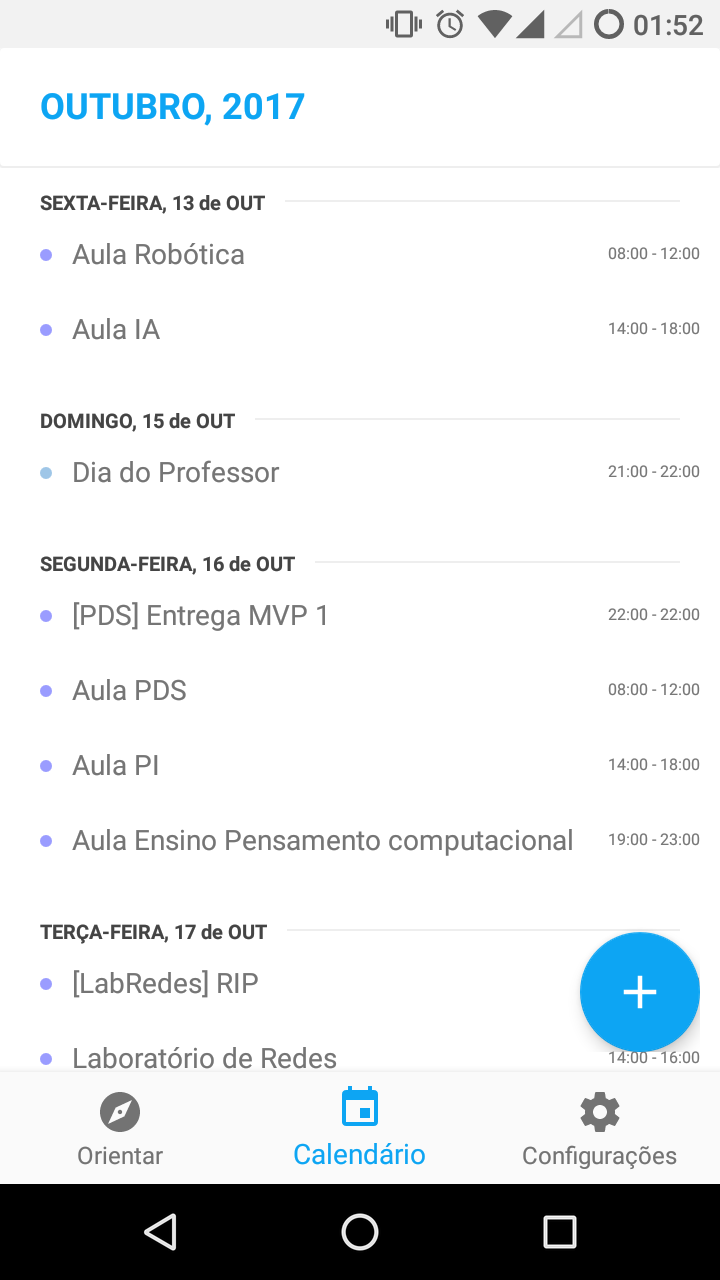 01:52
OUTUBRO, 2017
SEXTA-FEIRA, 13 de OUT
Aula Robótica 08:00 - 12:00
Aula IA 14:00 - 18:00
DOMINGO, 15 de OUT
Dia do Professor 21:00 - 22:00
SEGUNDA-FEIRA, 16 de OUT
[PDS] Entrega MVP 1 22:00 - 22:00
Aula PDS 08:00 - 12:00
Aula PI 14:00 - 18:00
Aula Ensino Pensamento computacional 19:00 - 23:00
TERÇA-FEIRA, 17 de OUT
[LabRedes] RIP
Laboratório de Redes 14:00 - 16:00
Orientar Calendário Configurações